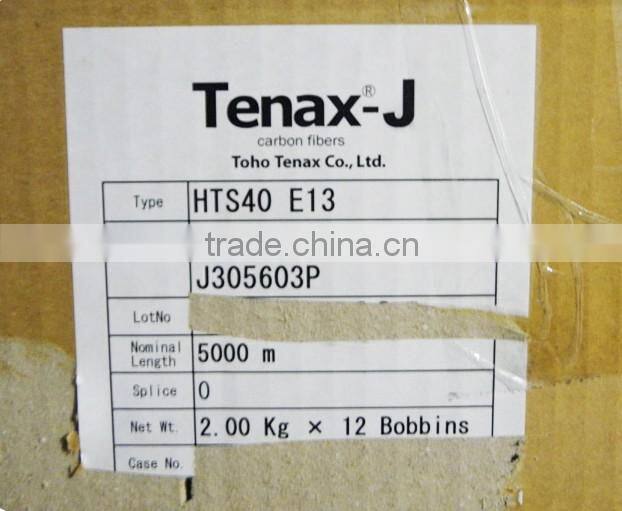 Tenax®-J
carbon fibers
Toho Tenax Co., Ltd.
Type HTS40 E13
trade.china.cn
J305603P
LotNo
Nominal Length 5000 m
Splice 0
Net Wt. 2.00 Kg × 12 Bobbins
Case No.